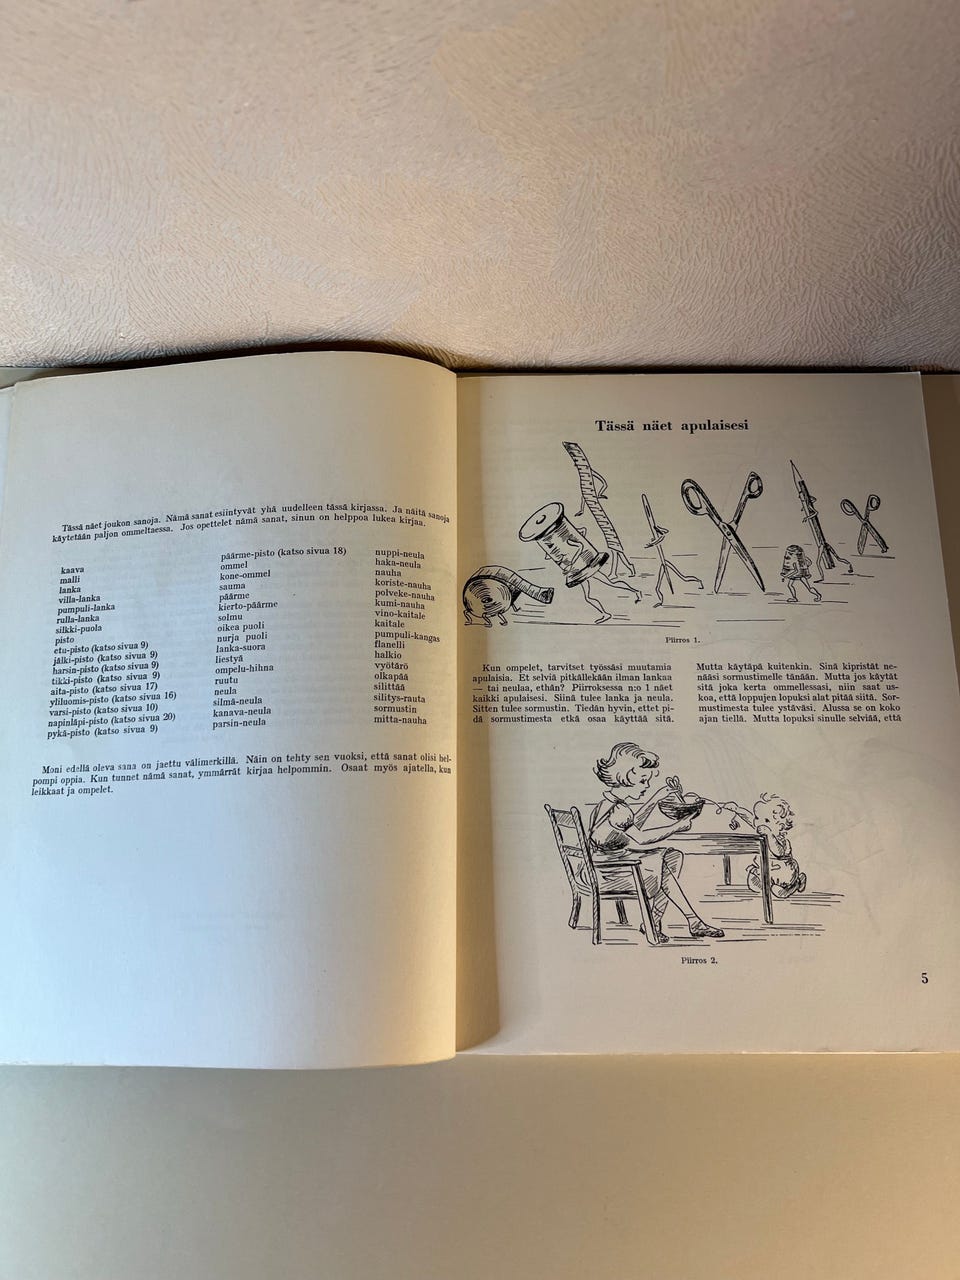 Tässä näet joukon sanoja. Nämä sanat esiintyvät yhä uudelleen tässä kirjassa. Ja näitä sanoja
käytetään paljon ommeltaessa. Jos opettelet nämä sanat, sinun on helppoa lukea kirjaa.
kaava
malli
lanka
villa-lanka
pumpuli-lanka
rulla-lanka
silkki-puola
pisto
etu-pisto (katso sivua 9)
jälki-pisto (katso sivua 9)
harsin-pisto (katso sivua 9)
tikki-pisto (katso sivua 9)
aita-pisto (katso sivua 17)
yliluomis-pisto (katso sivua 16)
varsi-pisto (katso sivua 10)
napinläpi-pisto (katso sivua 20)
pykä-pisto (katso sivua 9)
päärme-pisto (katso sivua 18)
ommel
kone-ommel
sauma
päärme
kierto-päärme
solmu
oikea puoli
nurja puoli
lanka-suora
liestyä
ompelu-hihna
ruutu
neula
silmä-neula
kanava-neula
parsin-neula
nuppi-neula
haka-neula
nauha
koriste-nauha
polveke-nauha
kumi-nauha
vino-kaitale
kaitale
pumpuli-kangas
flanelli
halkio
vyötärö
olkapää
silittää
silitys-rauta
sormustin
mitta-nauha
Moni edellä oleva sana on jaettu välimerkillä. Näin on tehty sen vuoksi, että sanat olisi hel-
pompi oppia. Kun tunnet nämä sanat, ymmärrät kirjaa helpommin. Osaat myös ajatella, kun
leikkaat ja ompelet.
Tässä näet apulaisesi
Piirros 1.
Kun ompelet, tarvitset työssäsi muutamia
apulaisia. Et selviä pitkällekään ilman lankaa
— tai neulaa, ethän? Piirroksessa n:o 1 näet
kaikki apulaisesi. Siinä tulee lanka ja neula.
Sitten tulee sormustin. Tiedän hyvin, ettet pi-
dä sormustimesta etkä osaa käyttää sitä.
Mutta käytäpä kuitenkin. Sinä kipristät ne-
nääsi sormustimelle tänään. Mutta jos käytät
sitä joka kerta ommellessasi, niin saat us-
koa, että loppujen lopuksi alat pitää siitä. Sor-
mustimesta tulee ystäväsi. Alussa se on koko
ajan tiellä. Mutta lopuksi sinulle selviää, että
Piirros 2.
5